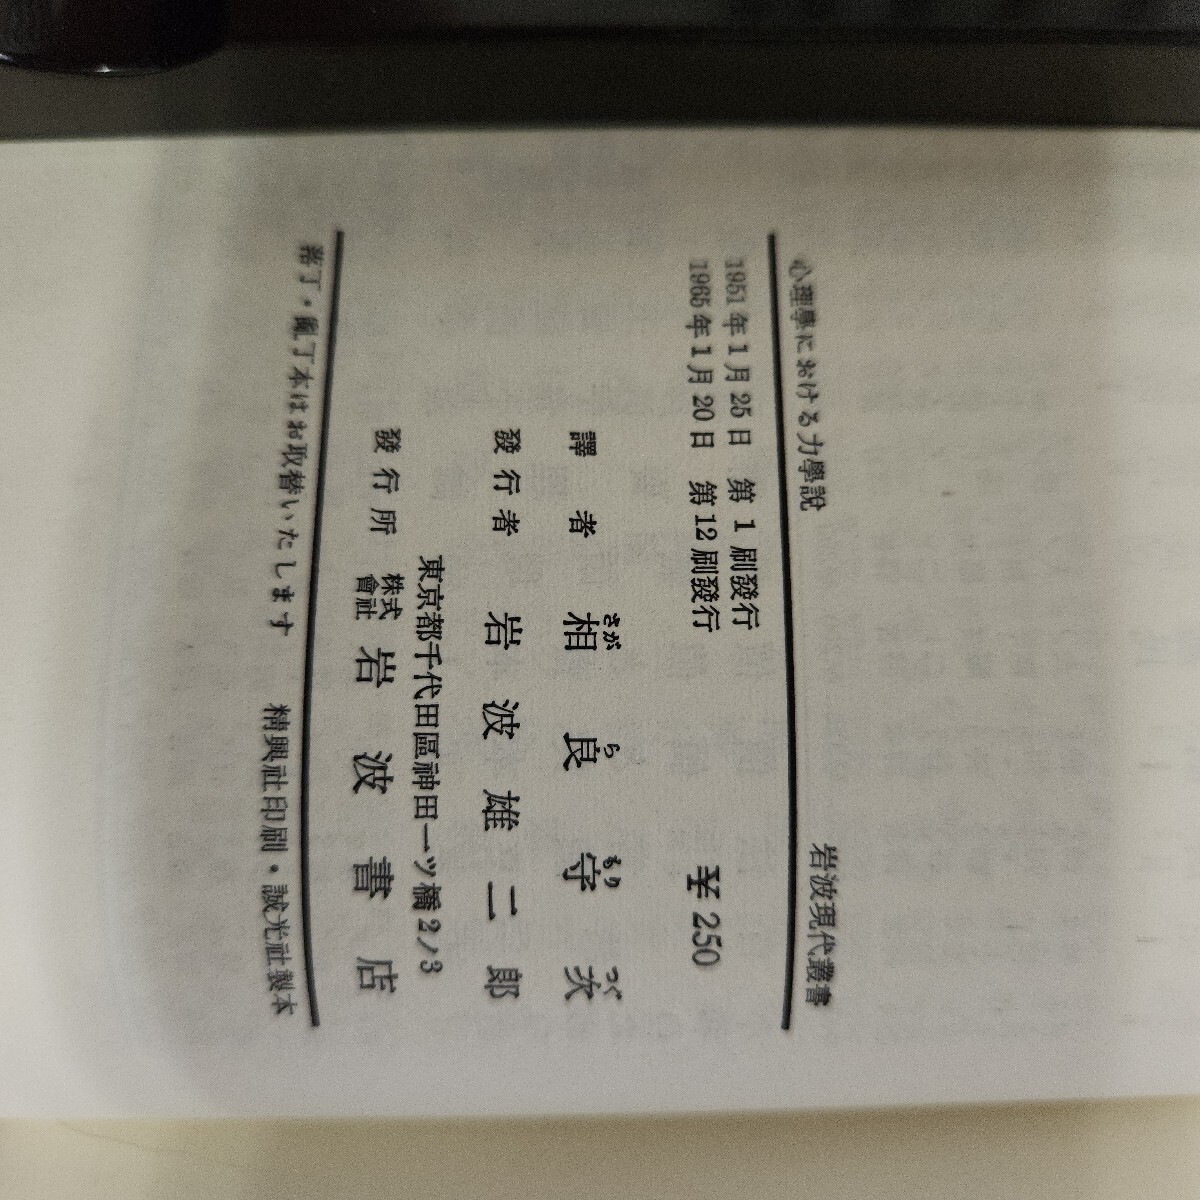 心理學における力學說 岩波現代叢書
1951年1月25日 第1刷發行
1965年1月20日 第12刷發行 ¥250
譯者 相良守次
さがらもりつぐ
發行者 岩波雄二郎
東京都千代田區神田一ツ橋2ノ3
發行所 株式會社 岩波書店
落丁・亂丁本はお取替いたします 精興社印刷・誠光社製本